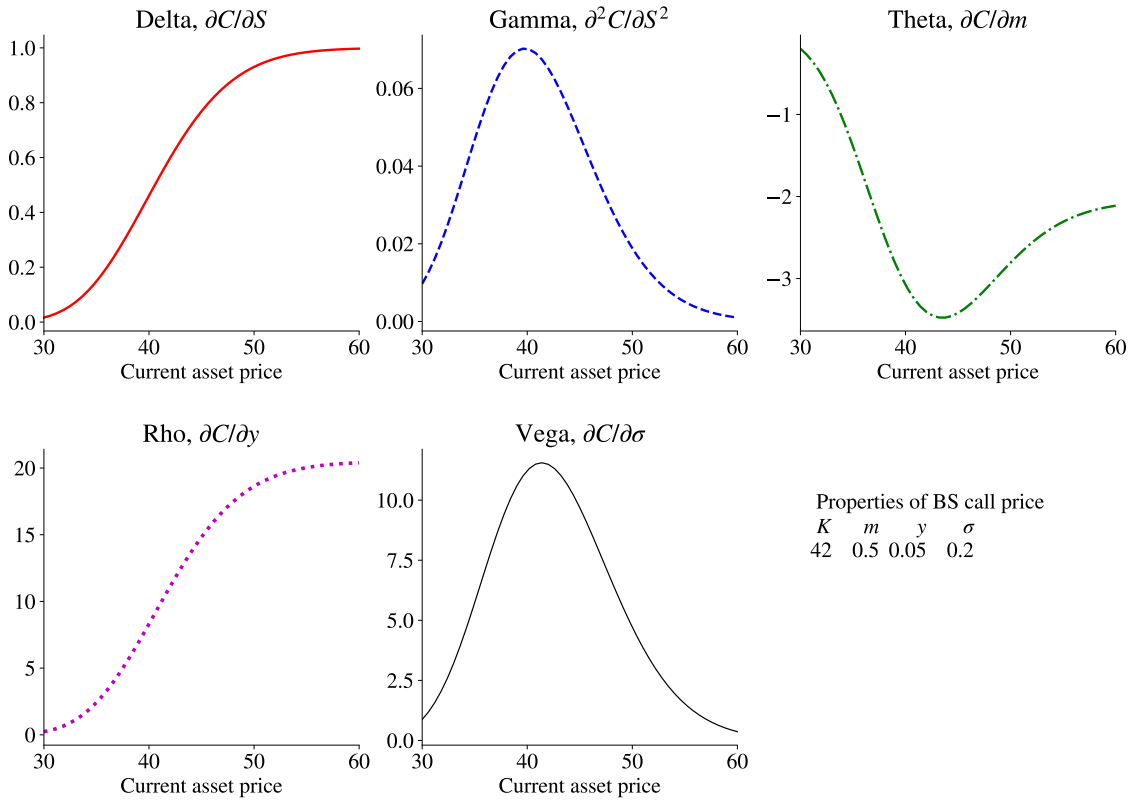 Delta, ∂C/∂S
1.0
0.8
0.6
0.4
0.2
0.0
30 40 50 60
Current asset price
Gamma, ∂²C/∂S²
0.06
0.04
0.02
0.00
30 40 50 60
Current asset price
Theta, ∂C/∂m
−1
−2
−3
30 40 50 60
Current asset price
Rho, ∂C/∂y
20
15
10
5
0
30 40 50 60
Current asset price
Vega, ∂C/∂σ
10.0
7.5
5.0
2.5
0.0
30 40 50 60
Current asset price
Properties of BS call price
K m y σ
42 0.5 0.05 0.2